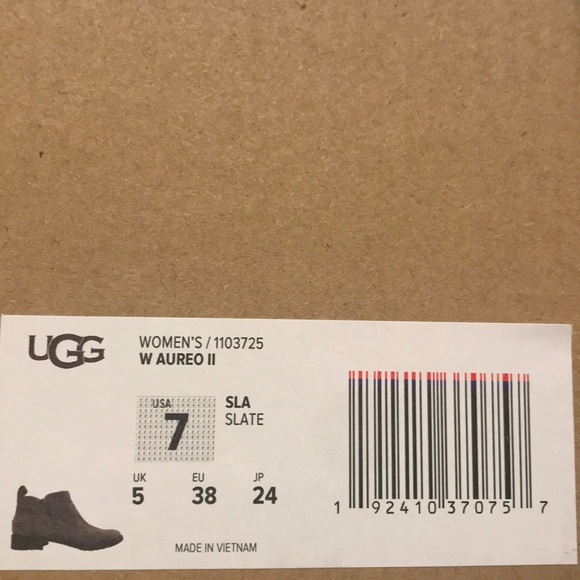 UGG
WOMEN'S / 1103725
W AUREO II
USA
7
SLA
SLATE
UK EU JP
5 38 24
1 92410 37075 7
MADE IN VIETNAM